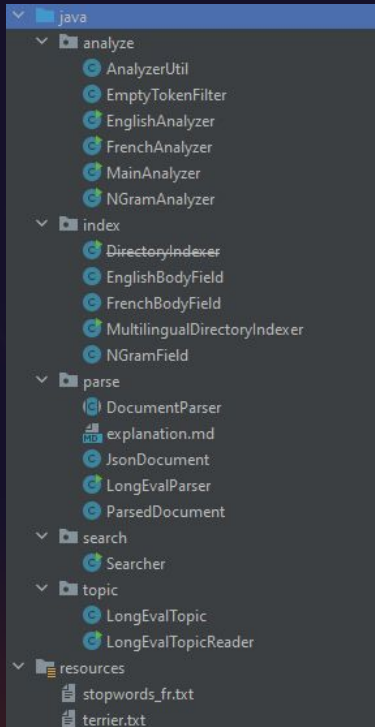 java
analyze
AnalyzerUtil
EmptyTokenFilter
EnglishAnalyzer
FrenchAnalyzer
MainAnalyzer
NGramAnalyzer
index
DirectoryIndexer
EnglishBodyField
FrenchBodyField
MultilingualDirectoryIndexer
NGramField
parse
DocumentParser
explanation.md
JsonDocument
LongEvalParser
ParsedDocument
search
Searcher
topic
LongEvalTopic
LongEvalTopicReader
resources
stopwords_fr.txt
terrier.txt